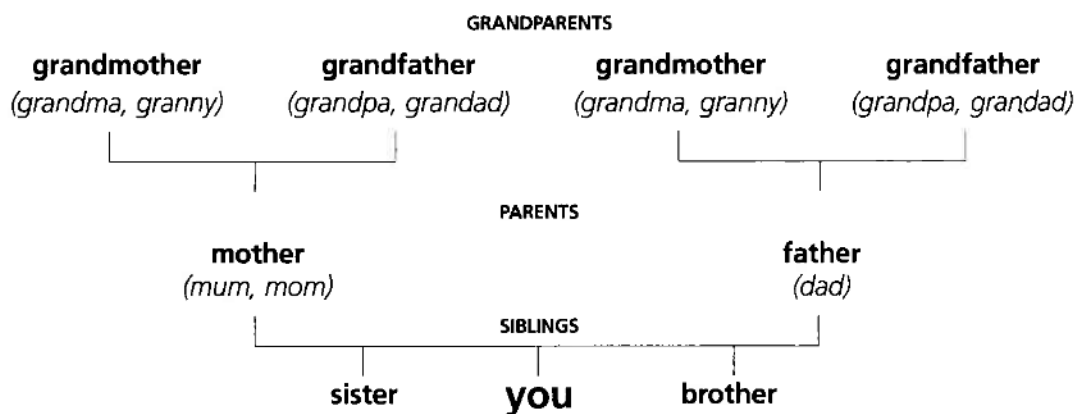 GRANDPARENTS
grandmother grandfather grandmother grandfather
(grandma, granny) (grandpa, grandad) (grandma, granny) (grandpa, grandad)
PARENTS
mother father
(mum, mom) (dad)
SIBLINGS
sister you brother